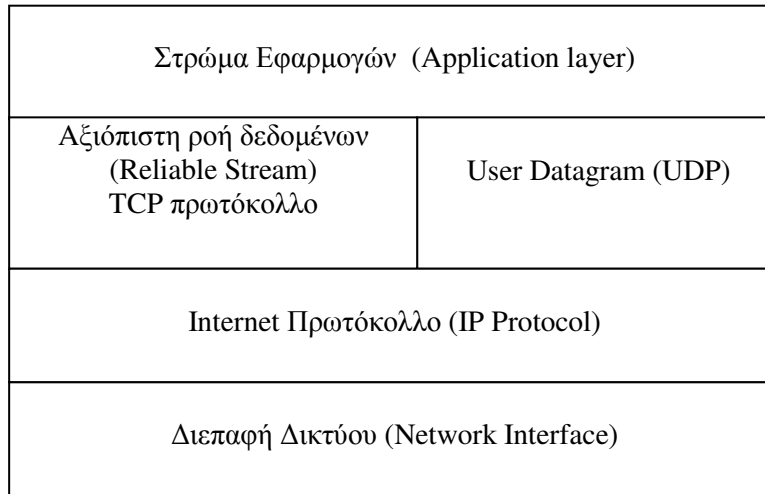 Στρώμα Εφαρμογών (Application layer)
Αξιόπιστη ροή δεδομένων
(Reliable Stream)
TCP πρωτόκολλο
User Datagram (UDP)
Internet Πρωτόκολλο (IP Protocol)
Διεπαφή Δικτύου (Network Interface)